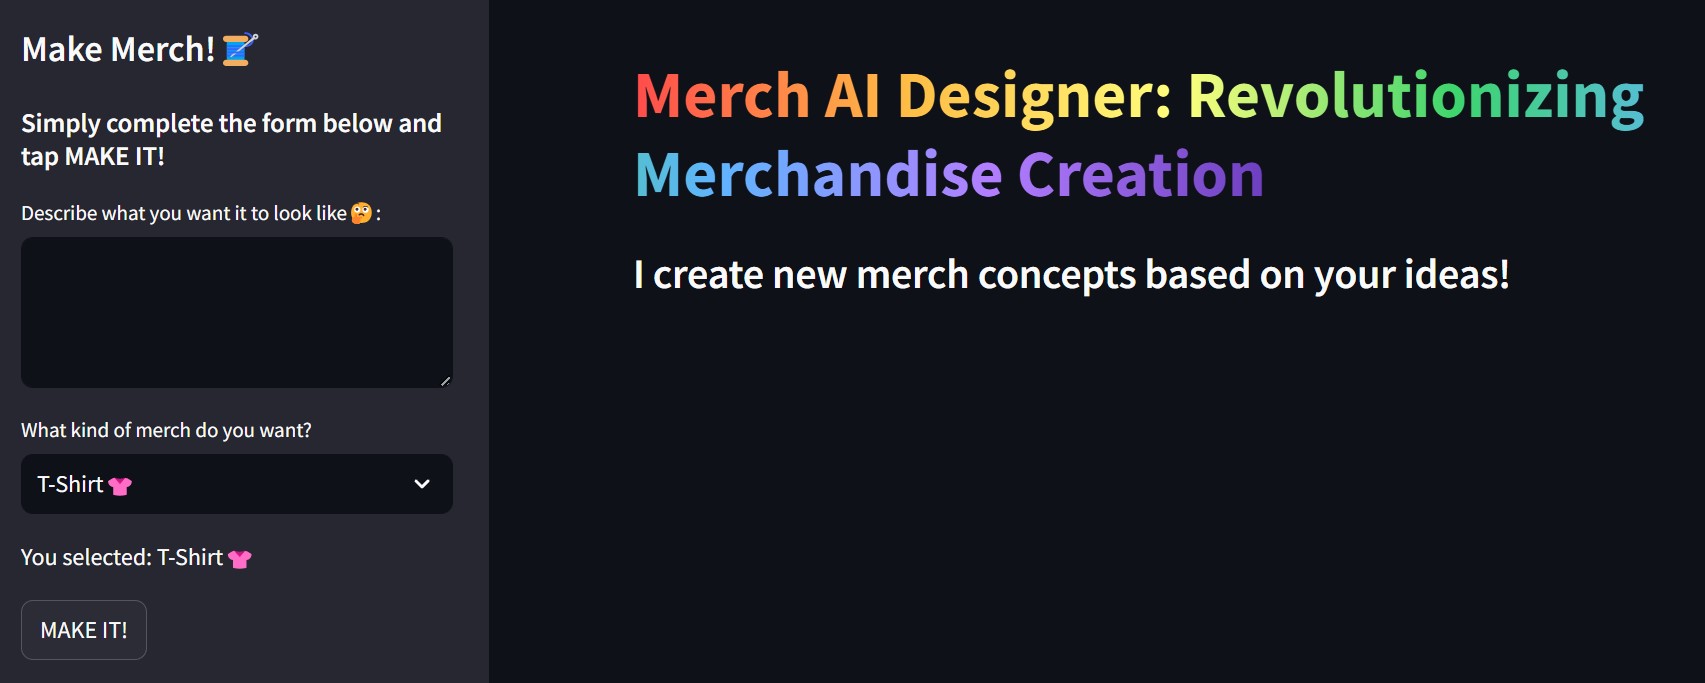 Make Merch! 🧵
Simply complete the form below and
tap MAKE IT!
Describe what you want it to look like🤔:
What kind of merch do you want?
T-Shirt 👚
You selected: T-Shirt 👚
MAKE IT!
Merch AI Designer: Revolutionizing
Merchandise Creation
I create new merch concepts based on your ideas!